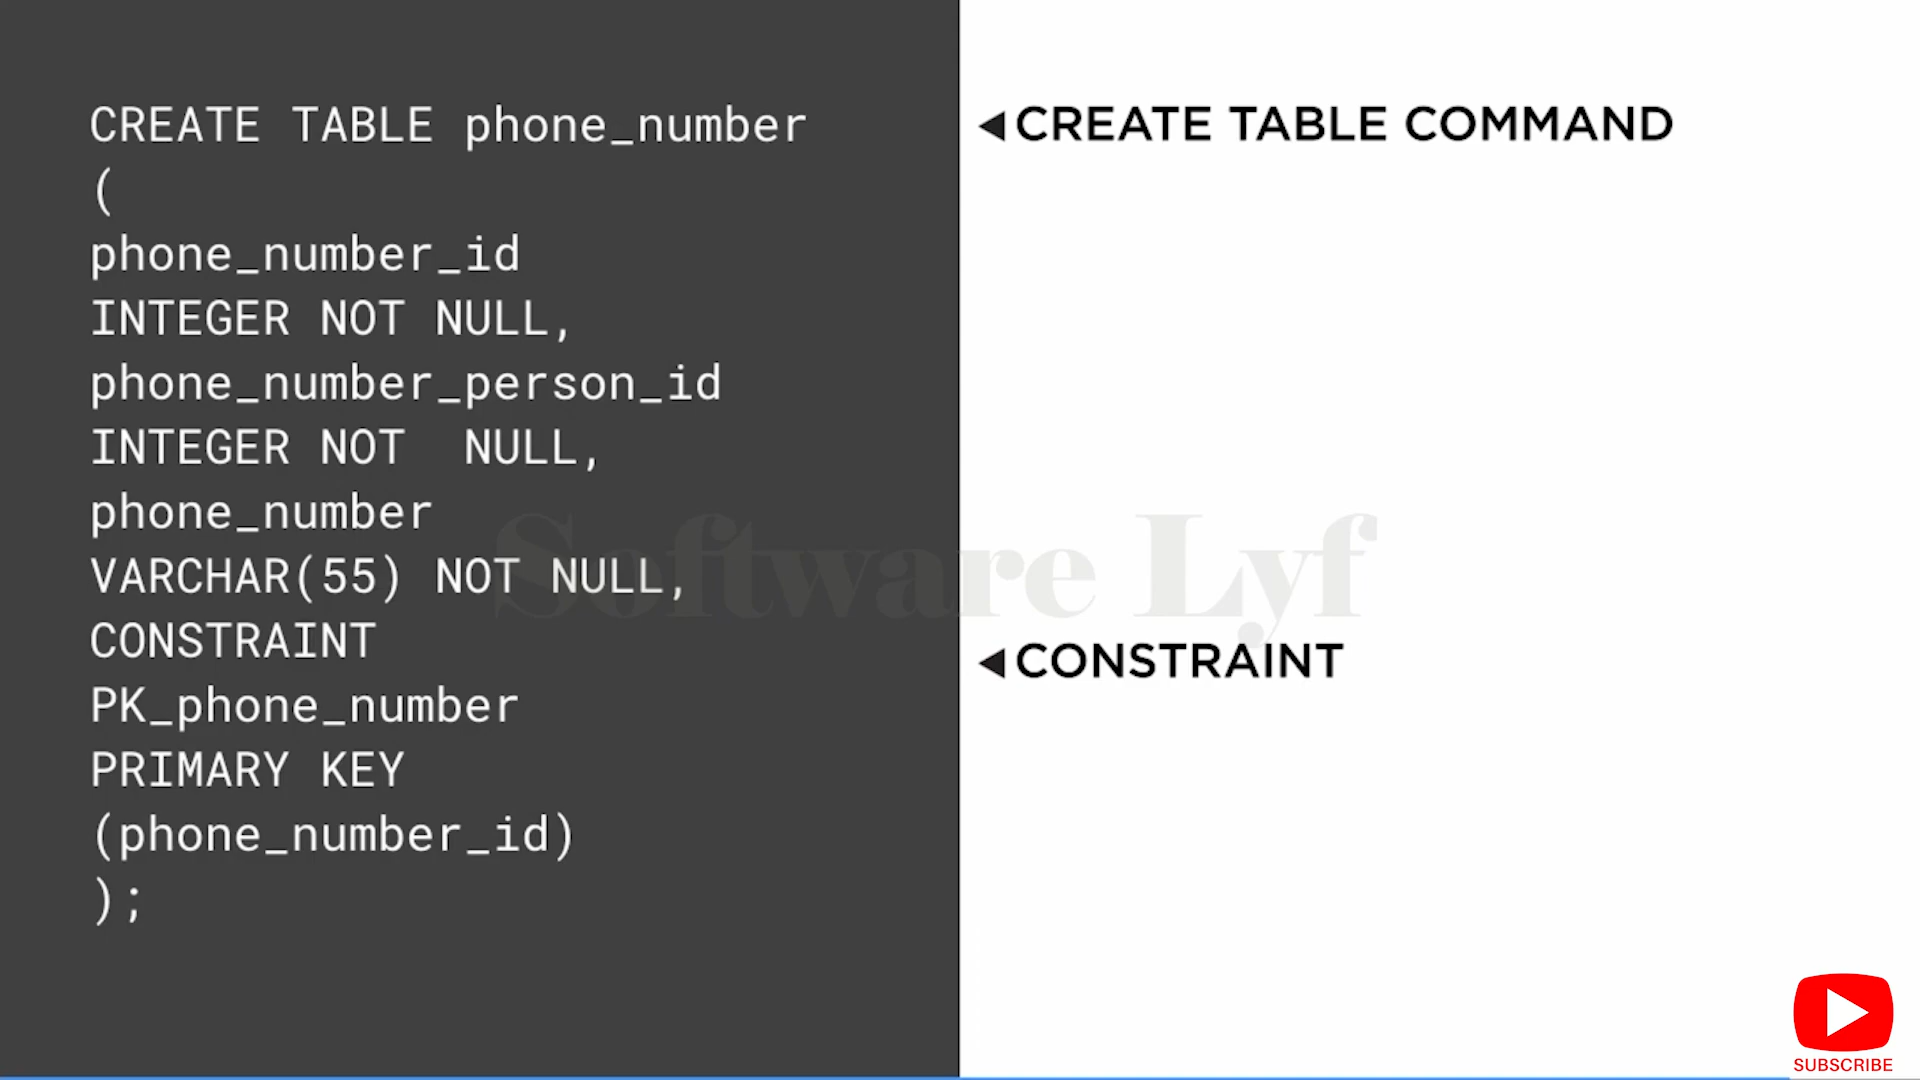 CREATE TABLE phone_number
(
phone_number_id
INTEGER NOT NULL,
phone_number_person_id
INTEGER NOT  NULL,
phone_number
VARCHAR(55) NOT NULL,
CONSTRAINT
PK_phone_number
PRIMARY KEY
(phone_number_id)
);
CREATE TABLE COMMAND
CONSTRAINT
Software Lyf
SUBSCRIBE